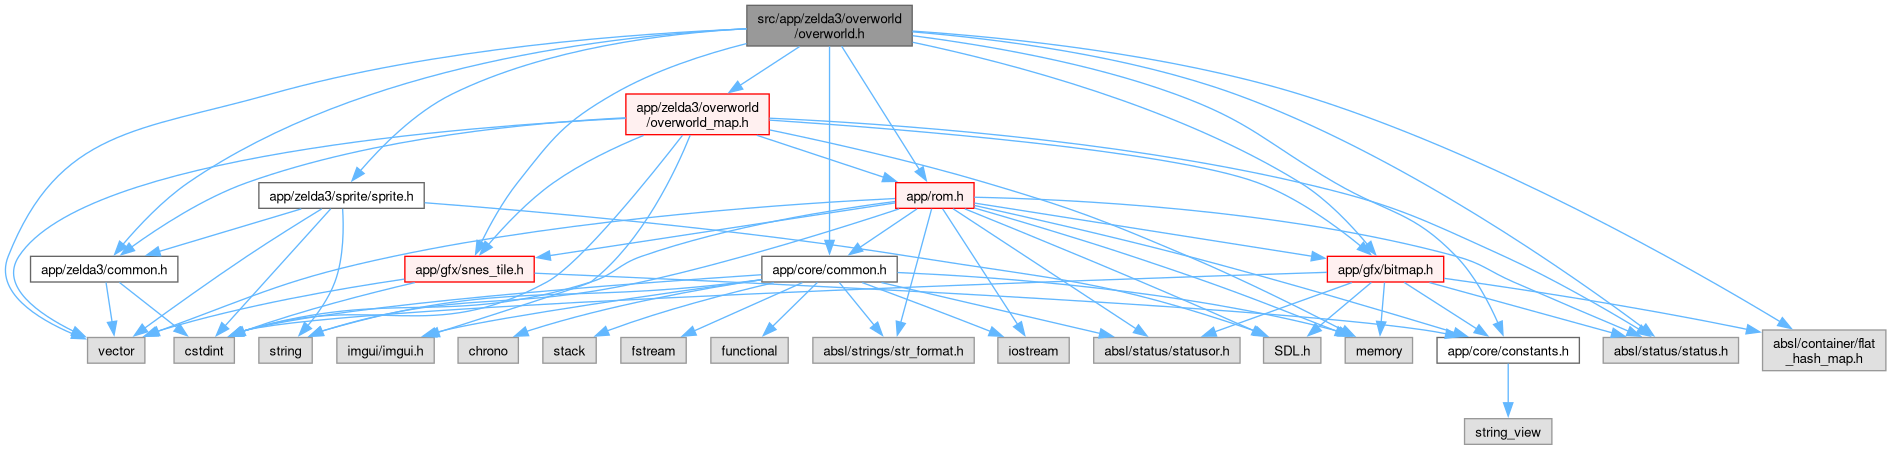 src/app/zelda3/overworld
/overworld.h
app/zelda3/overworld
/overworld_map.h
app/zelda3/sprite/sprite.h
app/rom.h
app/zelda3/common.h
app/gfx/snes_tile.h
app/core/common.h
app/gfx/bitmap.h
vector
cstdint
string
imgui/imgui.h
chrono
stack
fstream
functional
absl/strings/str_format.h
iostream
absl/status/statusor.h
SDL.h
memory
app/core/constants.h
absl/status/status.h
absl/container/flat
_hash_map.h
string_view